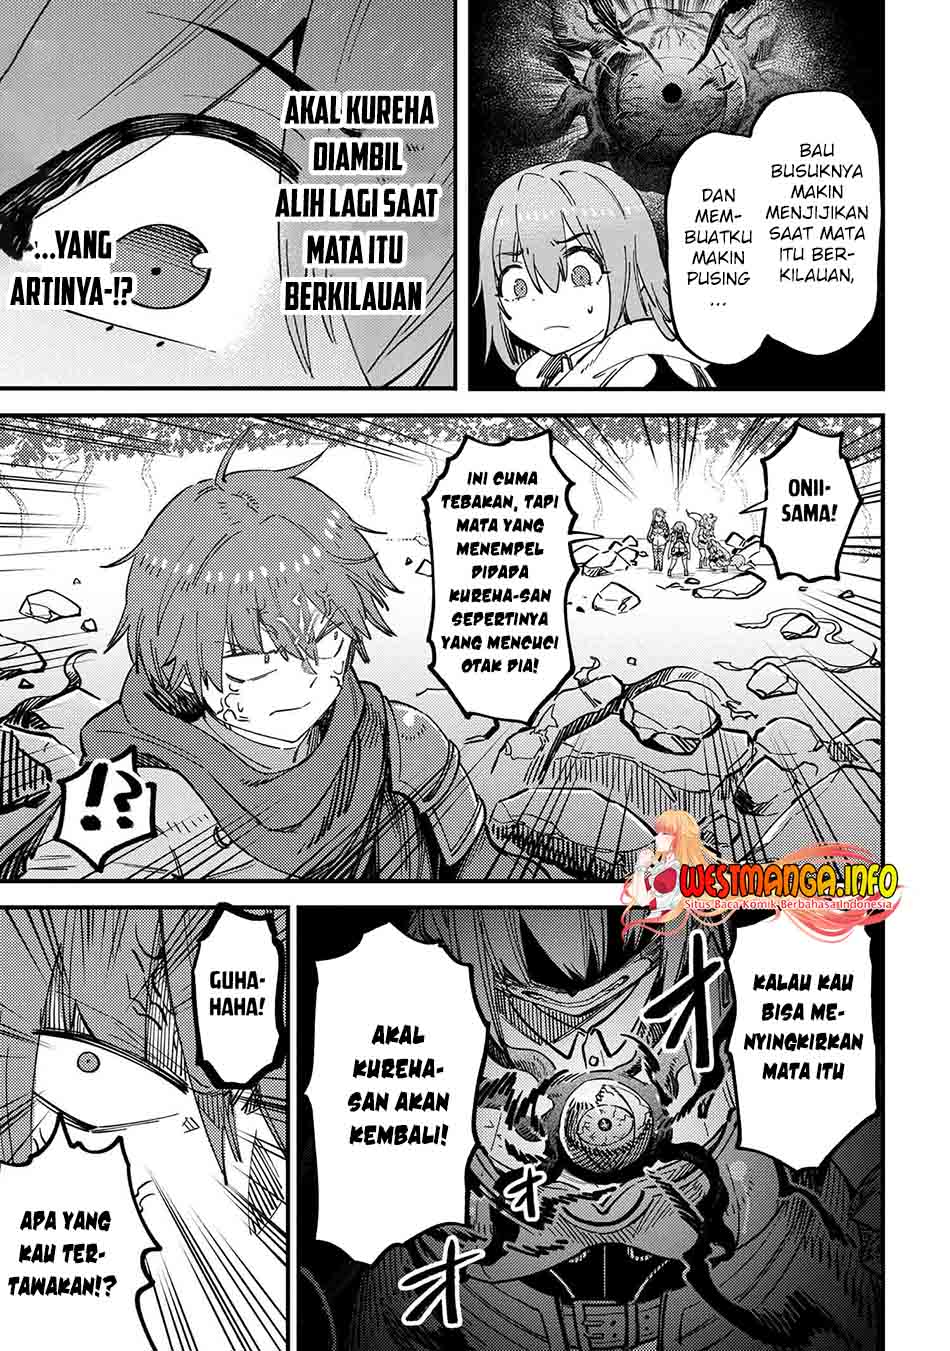 BAU
BUSUKNYA
MAKIN
MENJIJIKAN
SAAT MATA
ITU BER-
KILAUAN,
DAN
MEM-
BUATKU
MAKIN
PUSING
...
AKAL KUREHA
DIAMBIL
ALIH LAGI SAAT
MATA ITU
BERKILAUAN
...YANG
ARTINYA-!?
ONII-
SAMA!
INI CUMA
TEBAKAN, TAPI
MATA YANG
MENEMPEL
DIDADA
KUREHA-SAN
SEPERTINYA
YANG MENCUCI
OTAK DIA!
!?
WESTMANGA.INFO
Situs Baca Komik Berbahasa Indonesia
KALAU KAU
BISA ME-
NYINGKIRKAN
MATA ITU
AKAL
KUREHA-
SAN AKAN
KEMBALI!
オオオ
GUHA-
HAHA!
APA YANG
KAU TER-
TAWAKAN!?